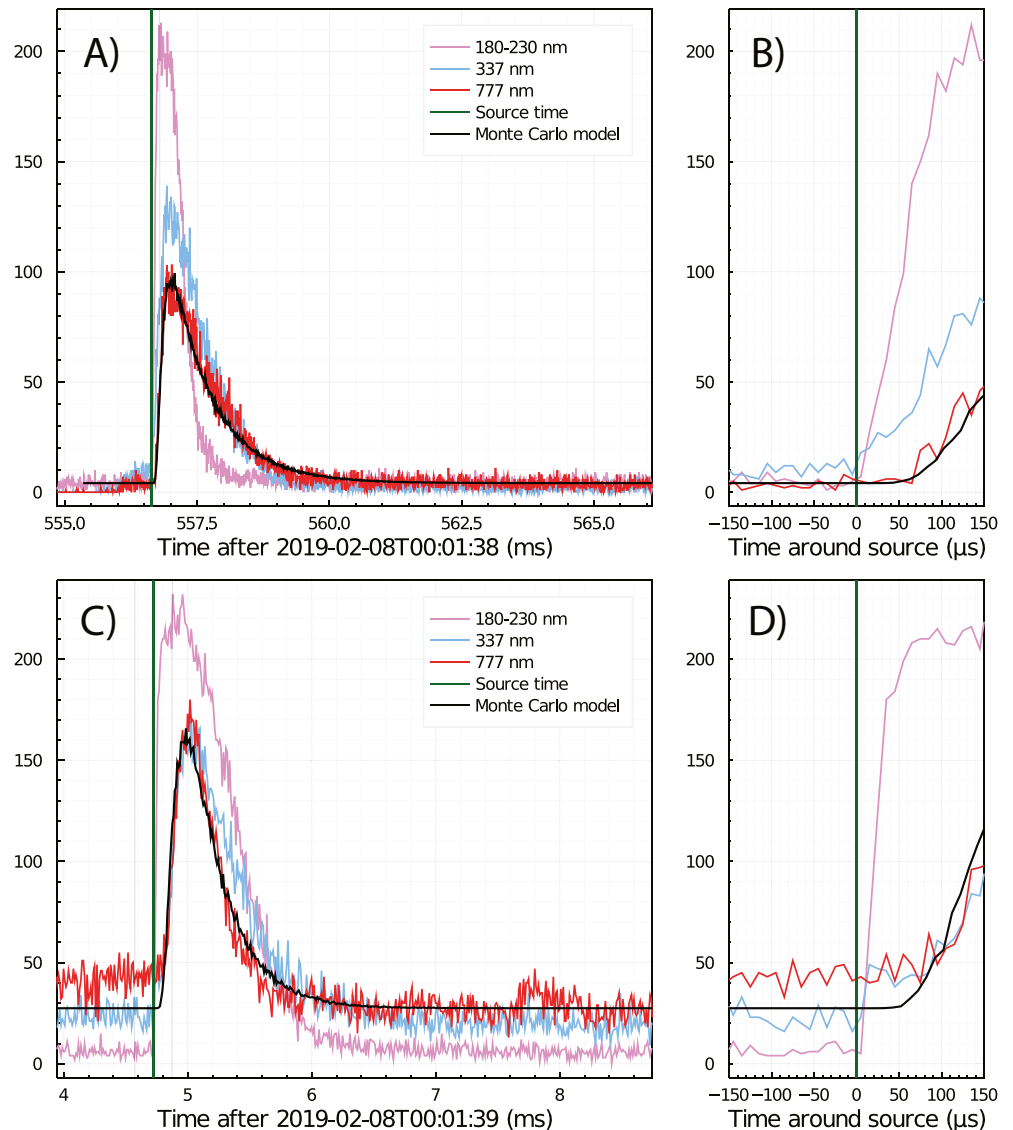 A)
180-230 nm
337 nm
777 nm
Source time
Monte Carlo model
200
150
100
50
0
555.0 557.5 560.0 562.5 565.0
Time after 2019-02-08T00:01:38 (ms)
B)
200
150
100
50
0
−150 −100 −50 0 50 100 150
Time around source (μs)
C)
180-230 nm
337 nm
777 nm
Source time
Monte Carlo model
200
150
100
50
0
4 5 6 7 8
Time after 2019-02-08T00:01:39 (ms)
D)
200
150
100
50
0
−150 −100 −50 0 50 100 150
Time around source (μs)